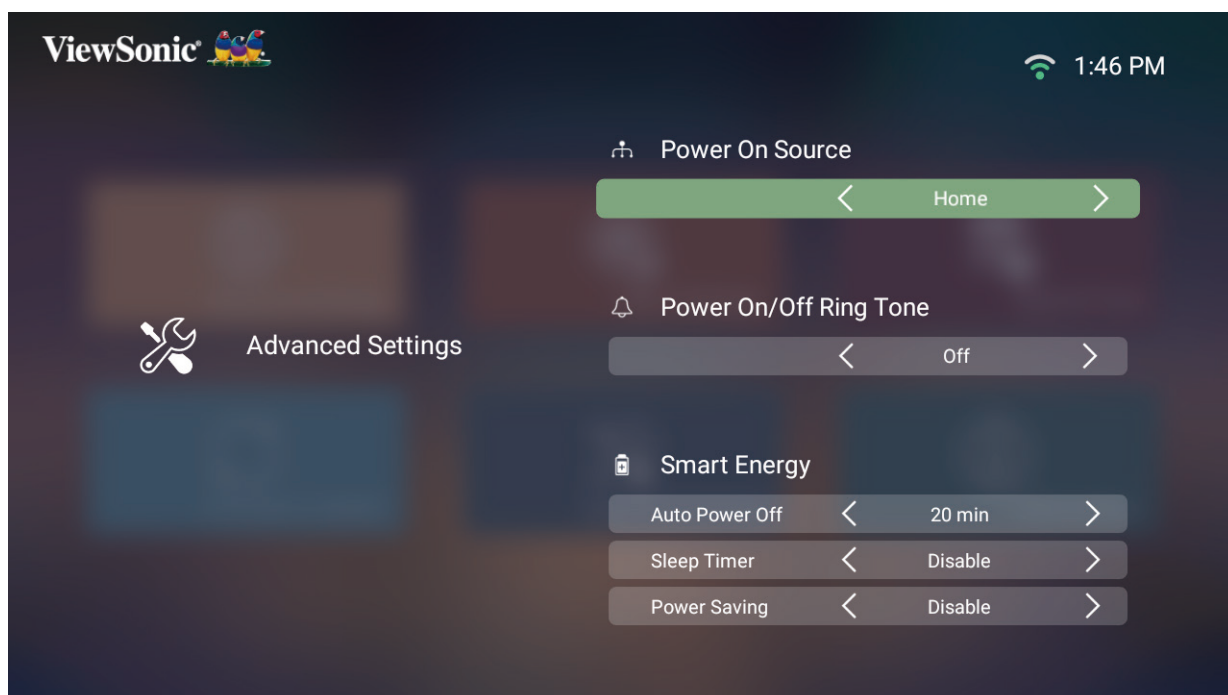 ViewSonic®
1:46 PM
Power On Source
Home
Power On/Off Ring Tone
Off
Advanced Settings
Smart Energy
Auto Power Off 20 min
Sleep Timer Disable
Power Saving Disable